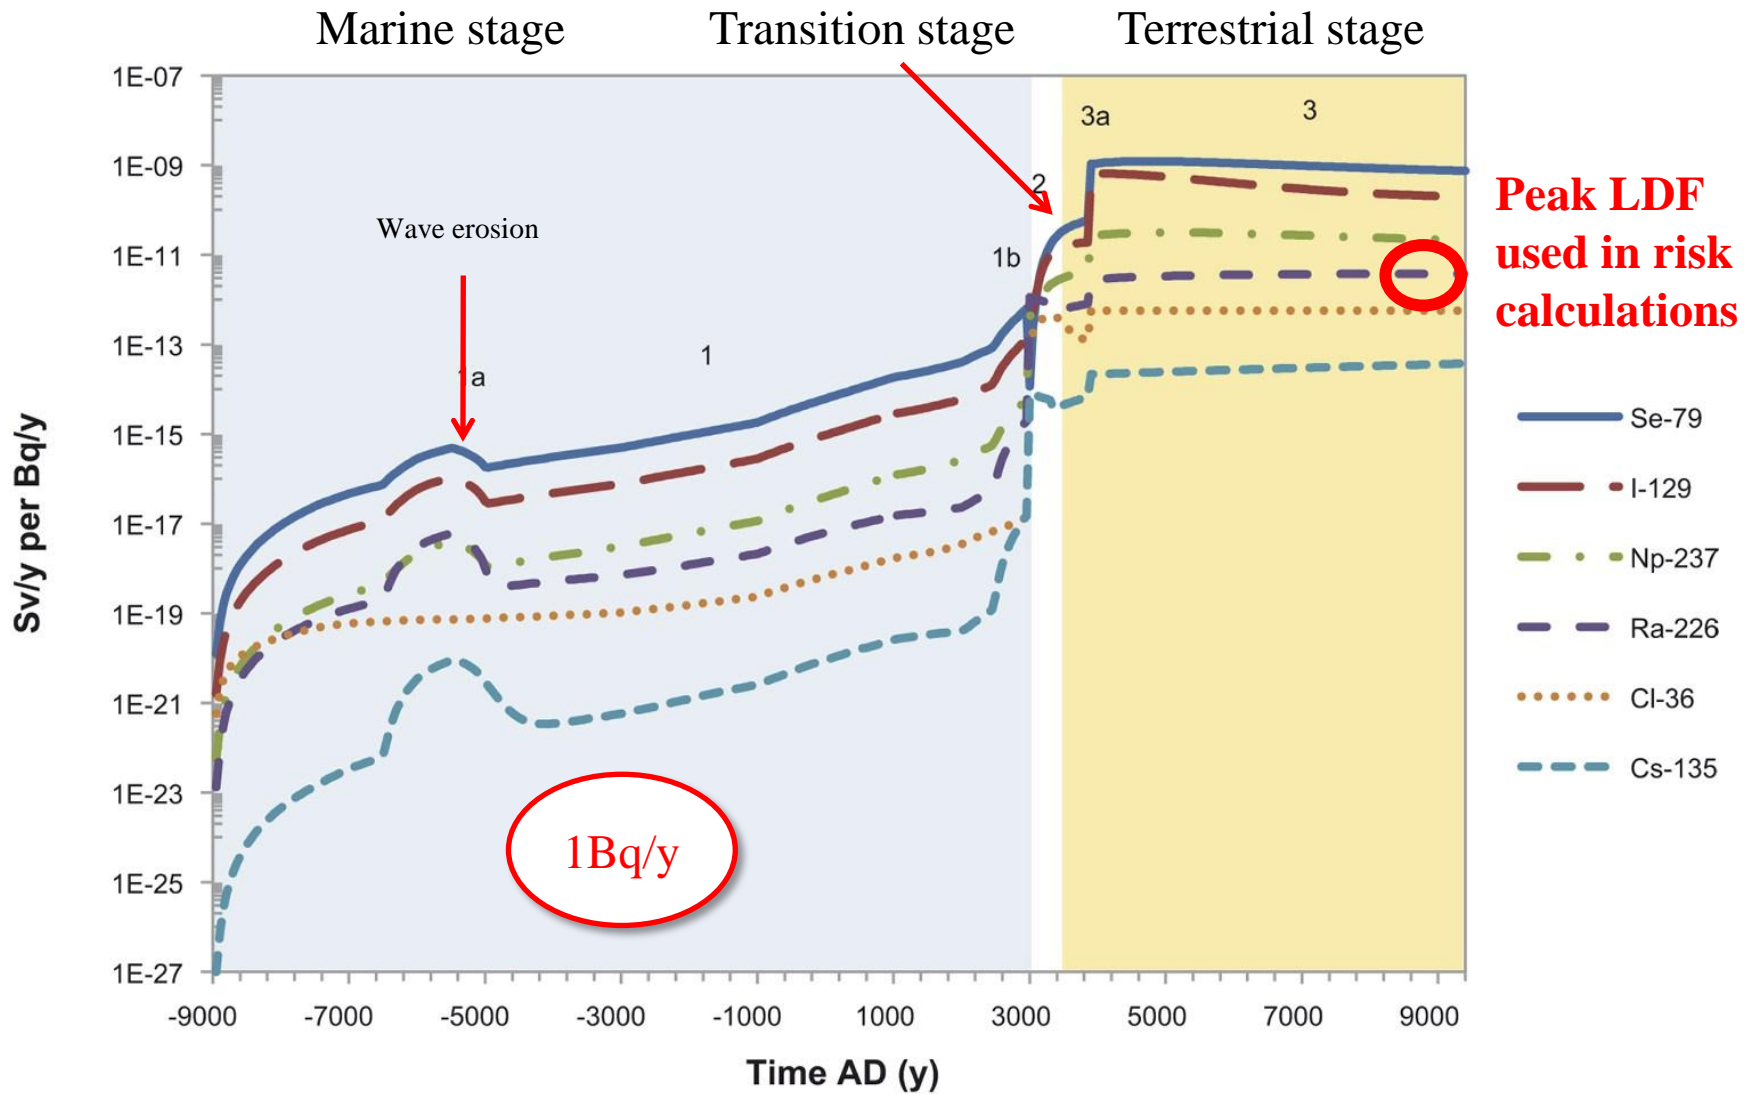 Marine stage
Transition stage
Terrestrial stage
1E-07
1E-09
1E-11
1E-13
1E-15
1E-17
1E-19
1E-21
1E-23
1E-25
1E-27
Sv/y per Bq/y
Wave erosion
1a
1
1b
2
3a
3
1Bq/y
-9000
-7000
-5000
-3000
-1000
1000
3000
5000
7000
9000
Time AD (y)
Peak LDF
used in risk
calculations
Se-79
I-129
Np-237
Ra-226
Cl-36
Cs-135